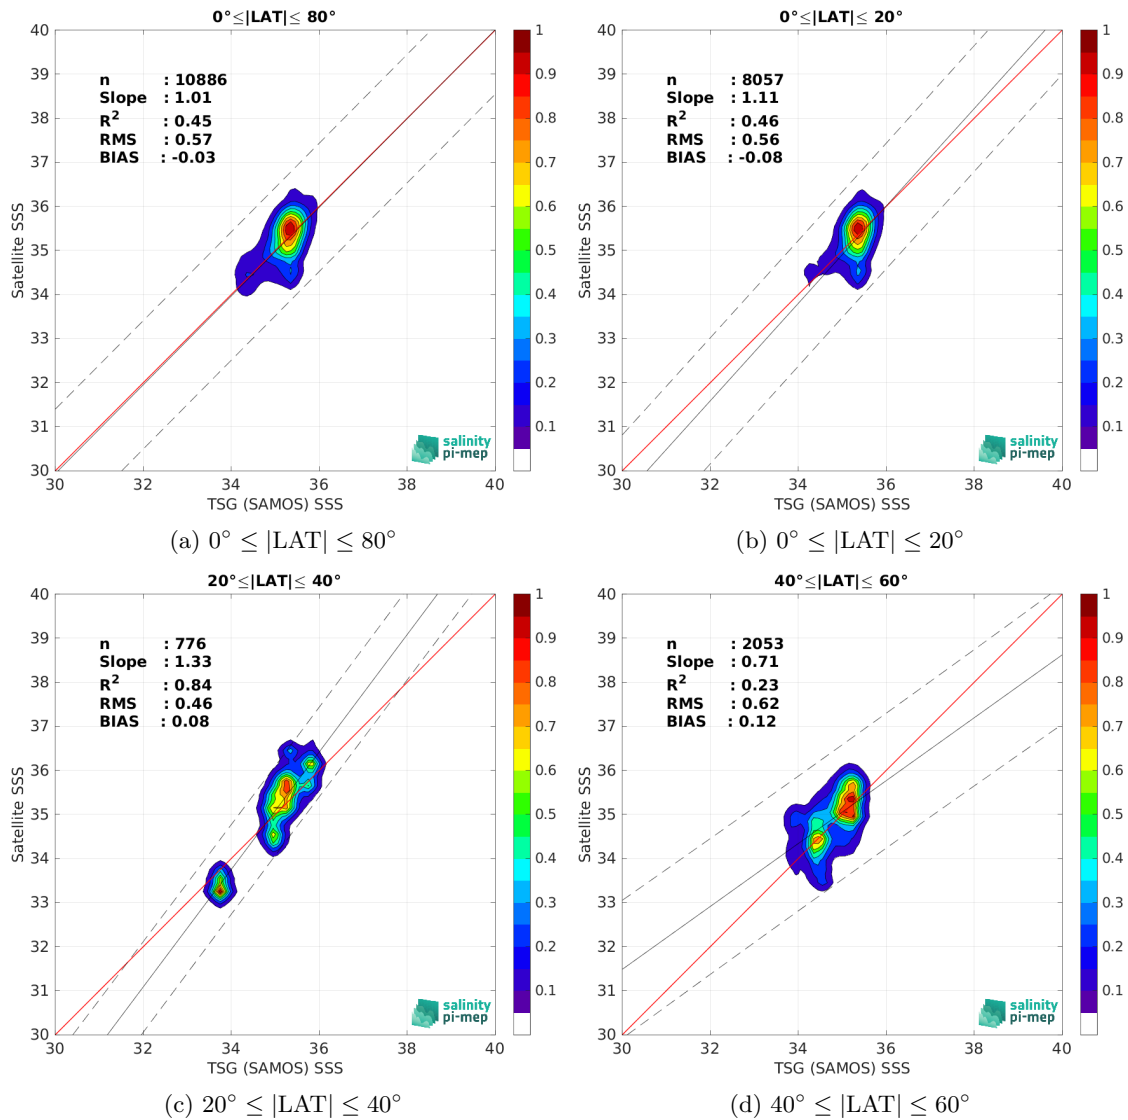 0°≤|LAT|≤ 80°
40
39
38
37
36
35
34
33
32
31
30
Satellite SSS
n : 10886
Slope : 1.01
R2 : 0.45
RMS : 0.57
BIAS : -0.03
salinity
pi-mep
30 32 34 36 38 40
TSG (SAMOS) SSS
1
0.9
0.8
0.7
0.6
0.5
0.4
0.3
0.2
0.1
(a) 0° ≤ |LAT| ≤ 80°
0°≤|LAT|≤ 20°
40
39
38
37
36
35
34
33
32
31
30
Satellite SSS
n : 8057
Slope : 1.11
R2 : 0.46
RMS : 0.56
BIAS : -0.08
salinity
pi-mep
30 32 34 36 38 40
TSG (SAMOS) SSS
1
0.9
0.8
0.7
0.6
0.5
0.4
0.3
0.2
0.1
(b) 0° ≤ |LAT| ≤ 20°
20°≤|LAT|≤ 40°
40
39
38
37
36
35
34
33
32
31
30
Satellite SSS
n : 776
Slope : 1.33
R2 : 0.84
RMS : 0.46
BIAS : 0.08
salinity
pi-mep
30 32 34 36 38 40
TSG (SAMOS) SSS
1
0.9
0.8
0.7
0.6
0.5
0.4
0.3
0.2
0.1
(c) 20° ≤ |LAT| ≤ 40°
40°≤|LAT|≤ 60°
40
39
38
37
36
35
34
33
32
31
30
Satellite SSS
n : 2053
Slope : 0.71
R2 : 0.23
RMS : 0.62
BIAS : 0.12
salinity
pi-mep
30 32 34 36 38 40
TSG (SAMOS) SSS
1
0.9
0.8
0.7
0.6
0.5
0.4
0.3
0.2
0.1
(d) 40° ≤ |LAT| ≤ 60°